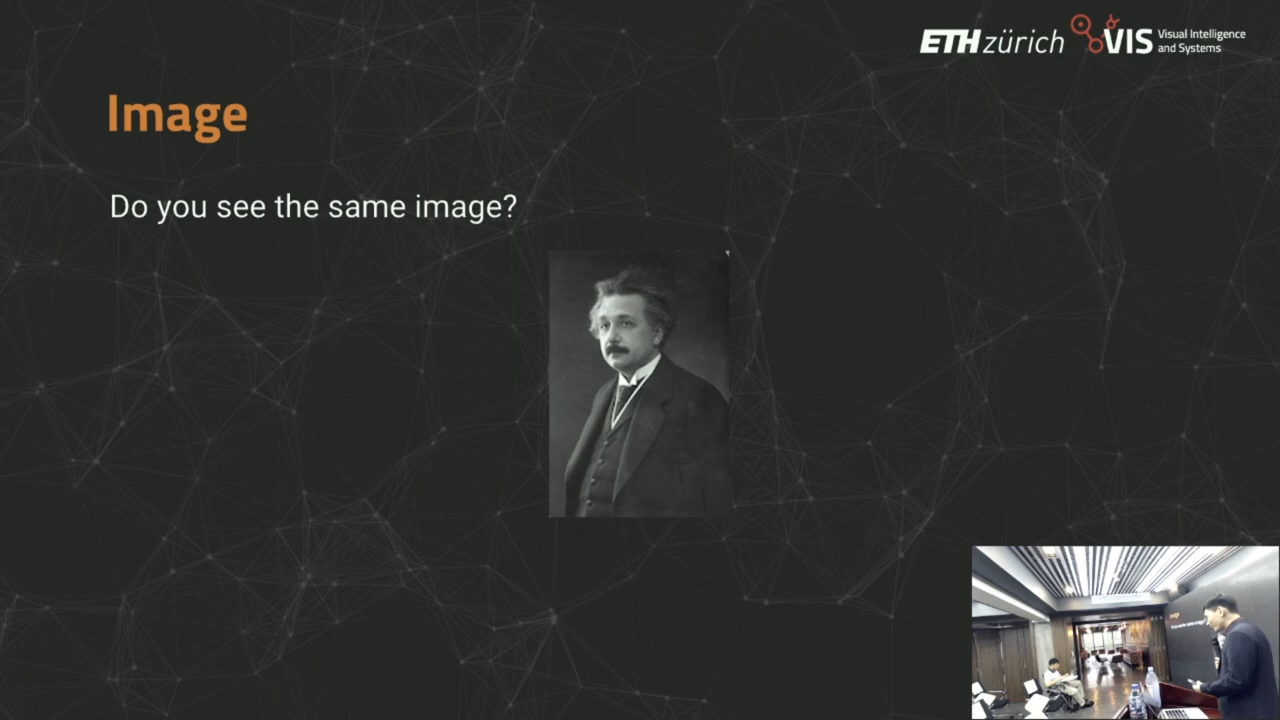 ETH zürich
VIS
Visual Intelligence
and Systems
Image
Do you see the same image?